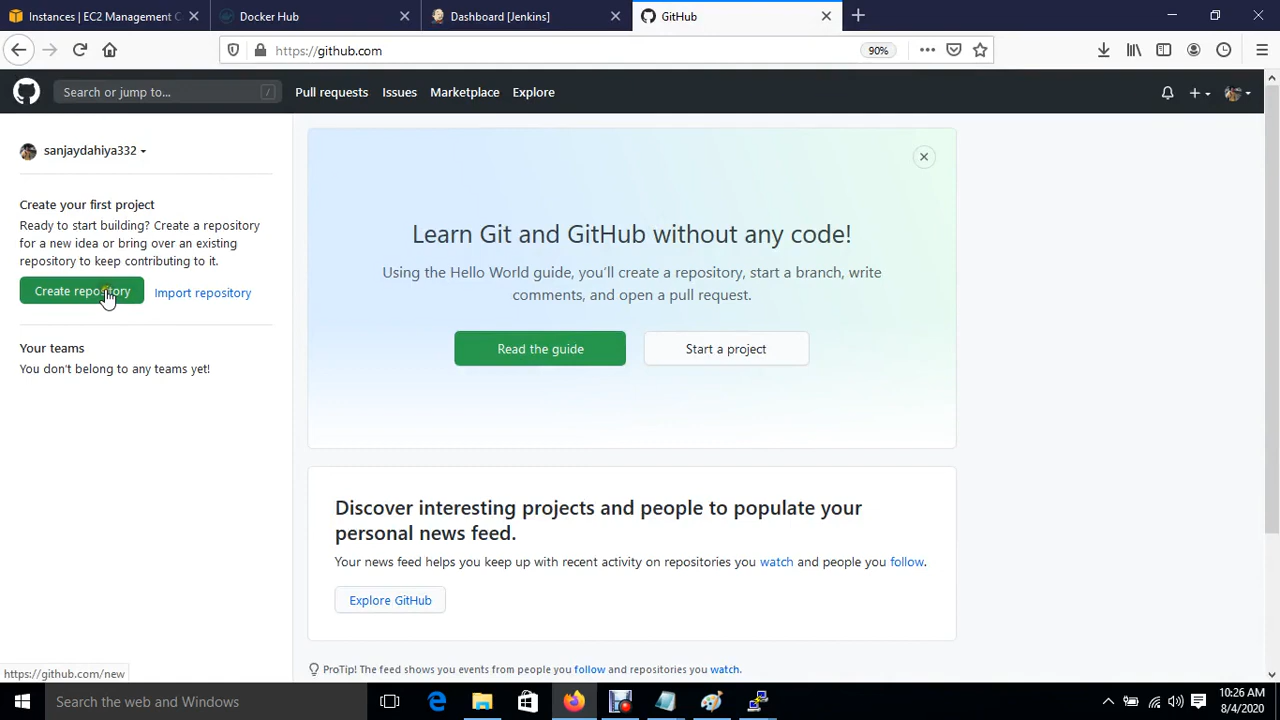 Instances | EC2 Management C
Docker Hub
Dashboard [Jenkins]
GitHub
https://github.com
90%
Search or jump to...
/
Pull requests
Issues
Marketplace
Explore
sanjaydahiya332
Create your first project
Ready to start building? Create a repository
for a new idea or bring over an existing
repository to keep contributing to it.
Create repository
Import repository
Your teams
You don't belong to any teams yet!
Learn Git and GitHub without any code!
Using the Hello World guide, you'll create a repository, start a branch, write
comments, and open a pull request.
Read the guide
Start a project
Discover interesting projects and people to populate your
personal news feed.
Your news feed helps you keep up with recent activity on repositories you watch and people you follow.
Explore GitHub
ProTip! The feed shows you events from people you follow and repositories you watch.
https://github.com/new
Search the web and Windows
10:26 AM
8/4/2020